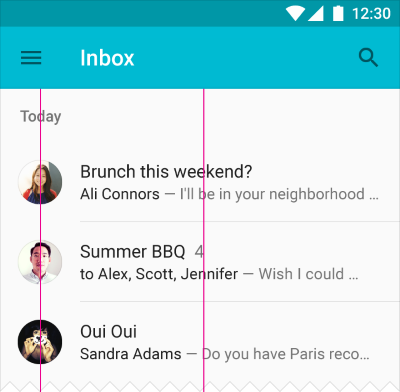 12:30
Inbox
Today
Brunch this weekend?
Ali Connors — I'll be in your neighborhood ...
Summer BBQ 4
to Alex, Scott, Jennifer — Wish I could ...
Oui Oui
Sandra Adams — Do you have Paris reco...